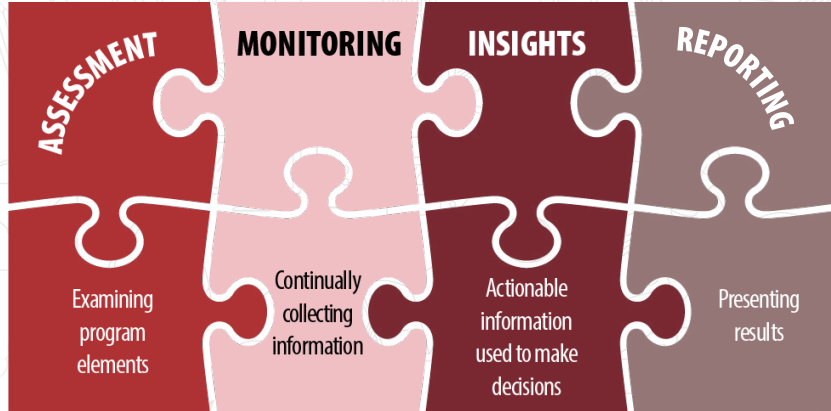 ASSESSMENT
MONITORING
INSIGHTS
REPORTING
Examining
program
elements
Continually
collecting
information
Actionable
information
used to make
decisions
Presenting
results